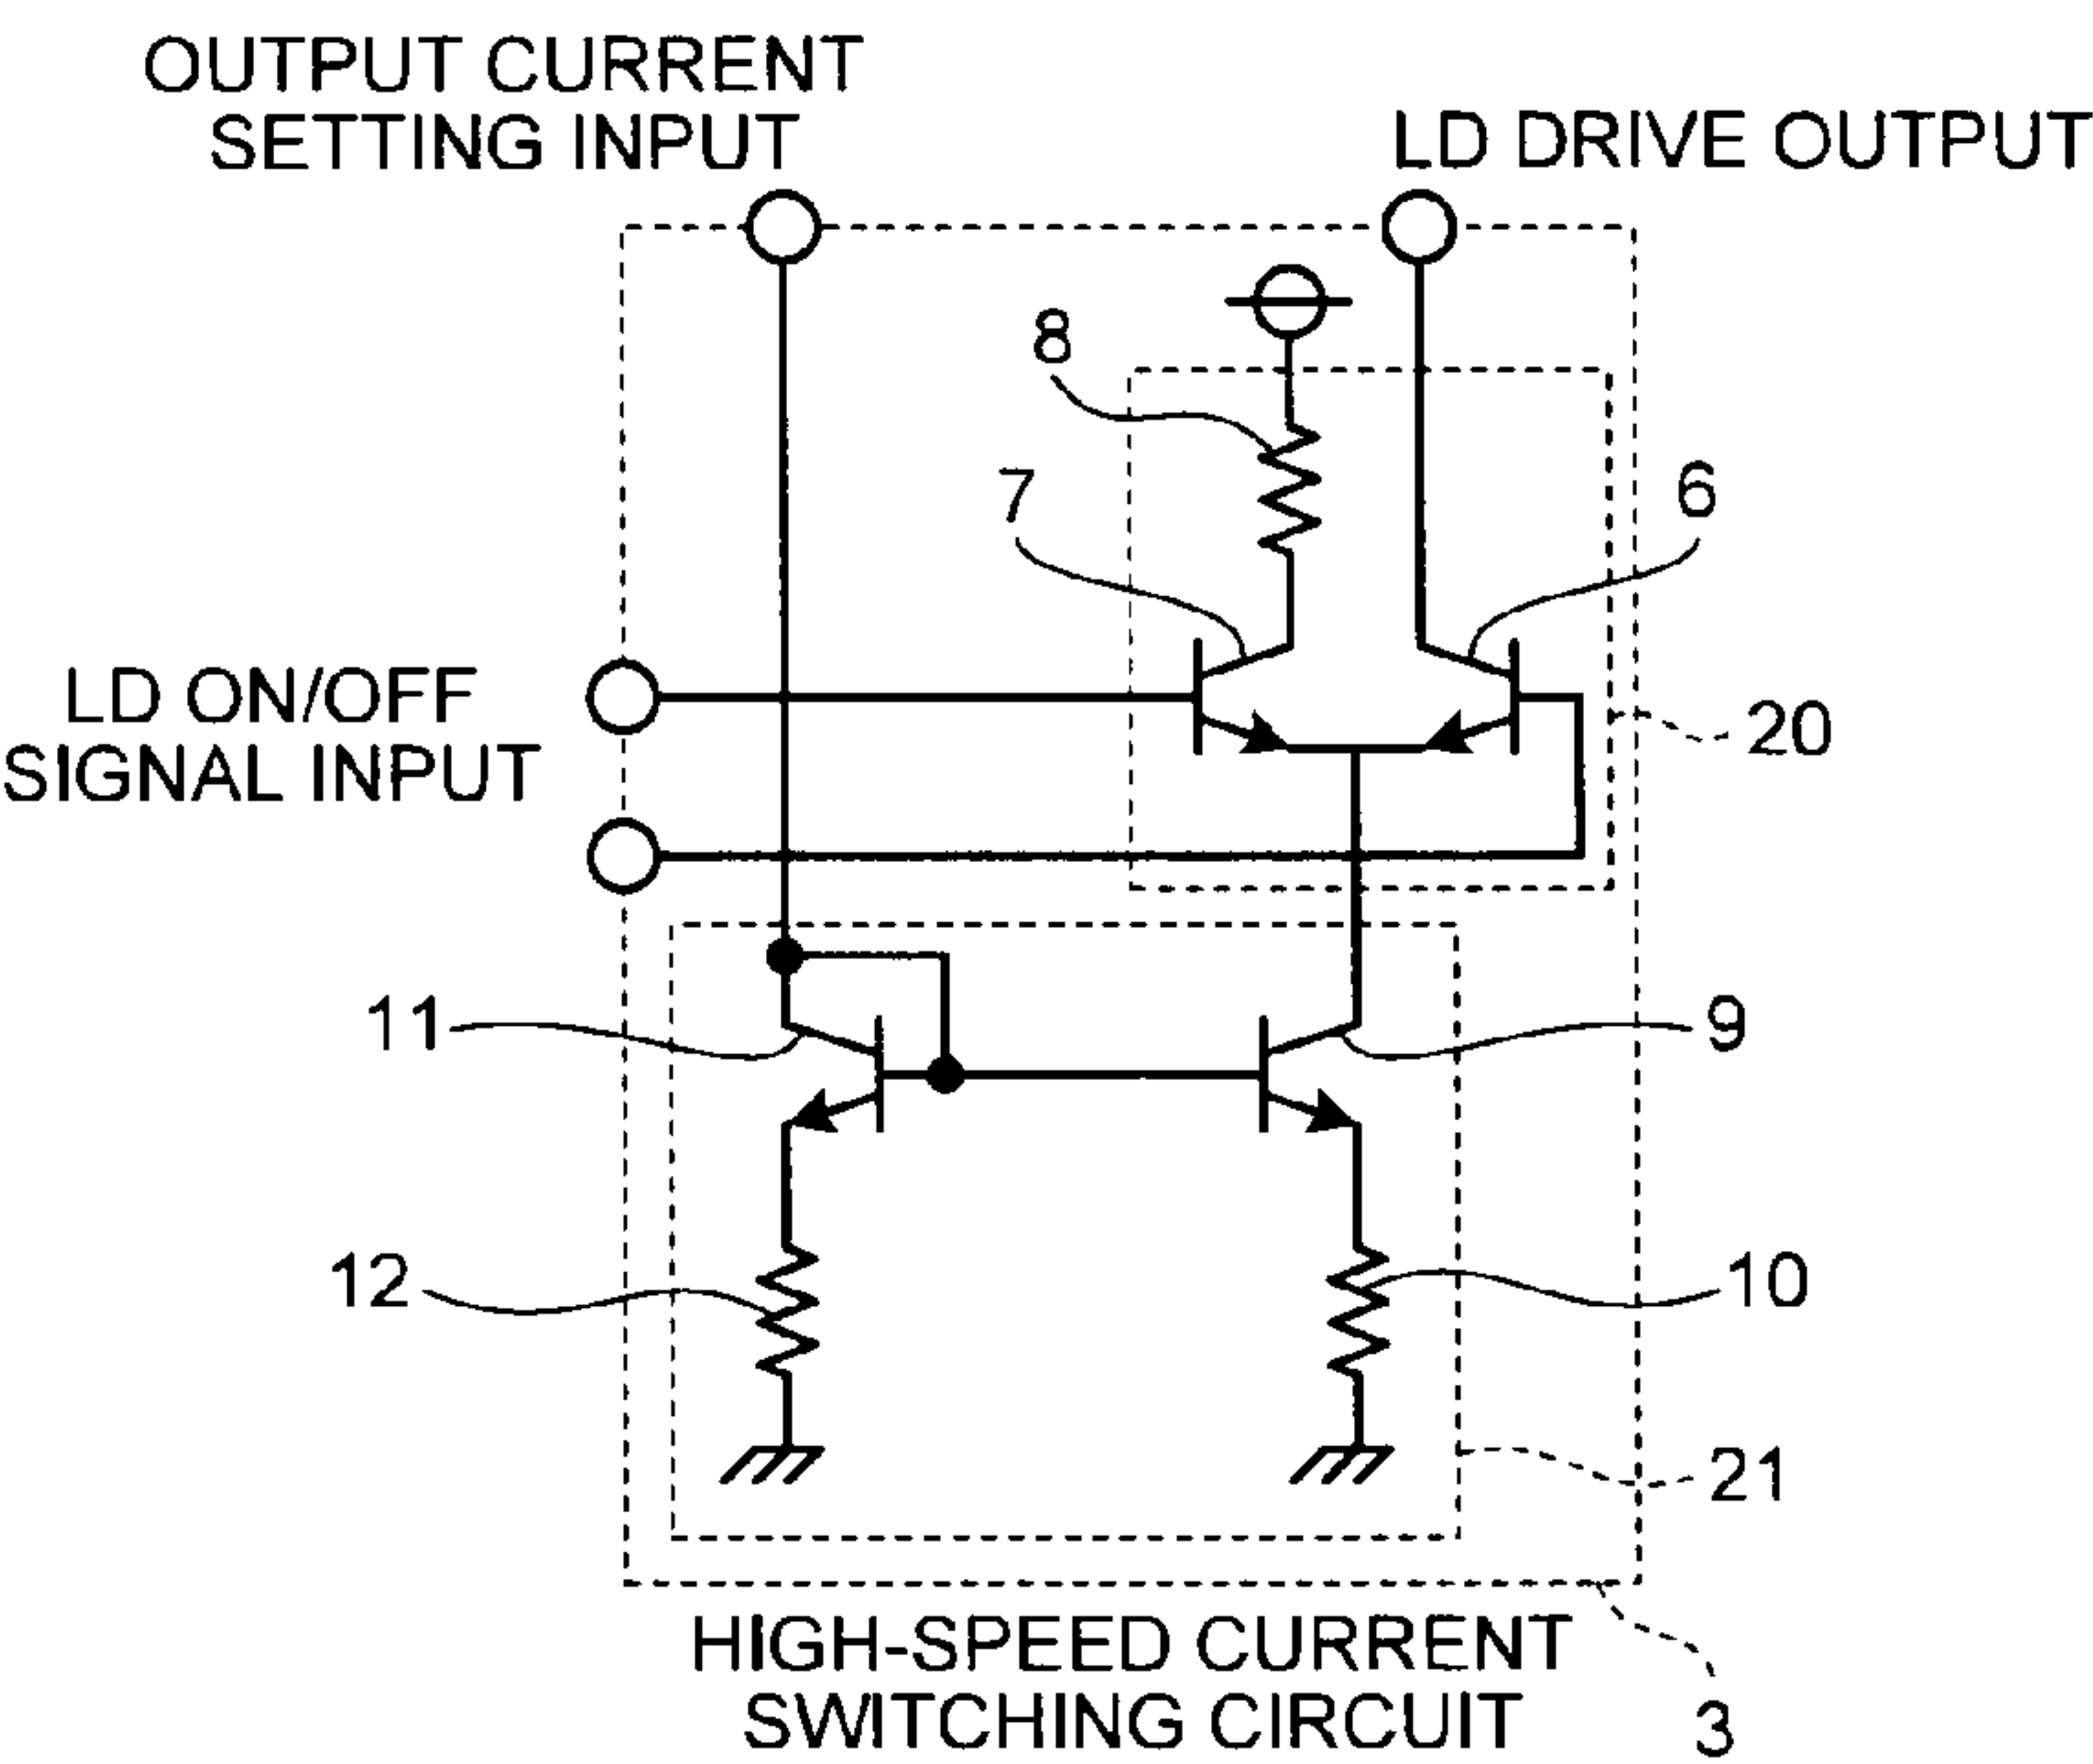 OUTPUT CURRENT
SETTING INPUT
LD DRIVE OUTPUT
8
7
6
LD ON/OFF
SIGNAL INPUT
20
11
9
12
10
21
HIGH-SPEED CURRENT
SWITCHING CIRCUIT
3